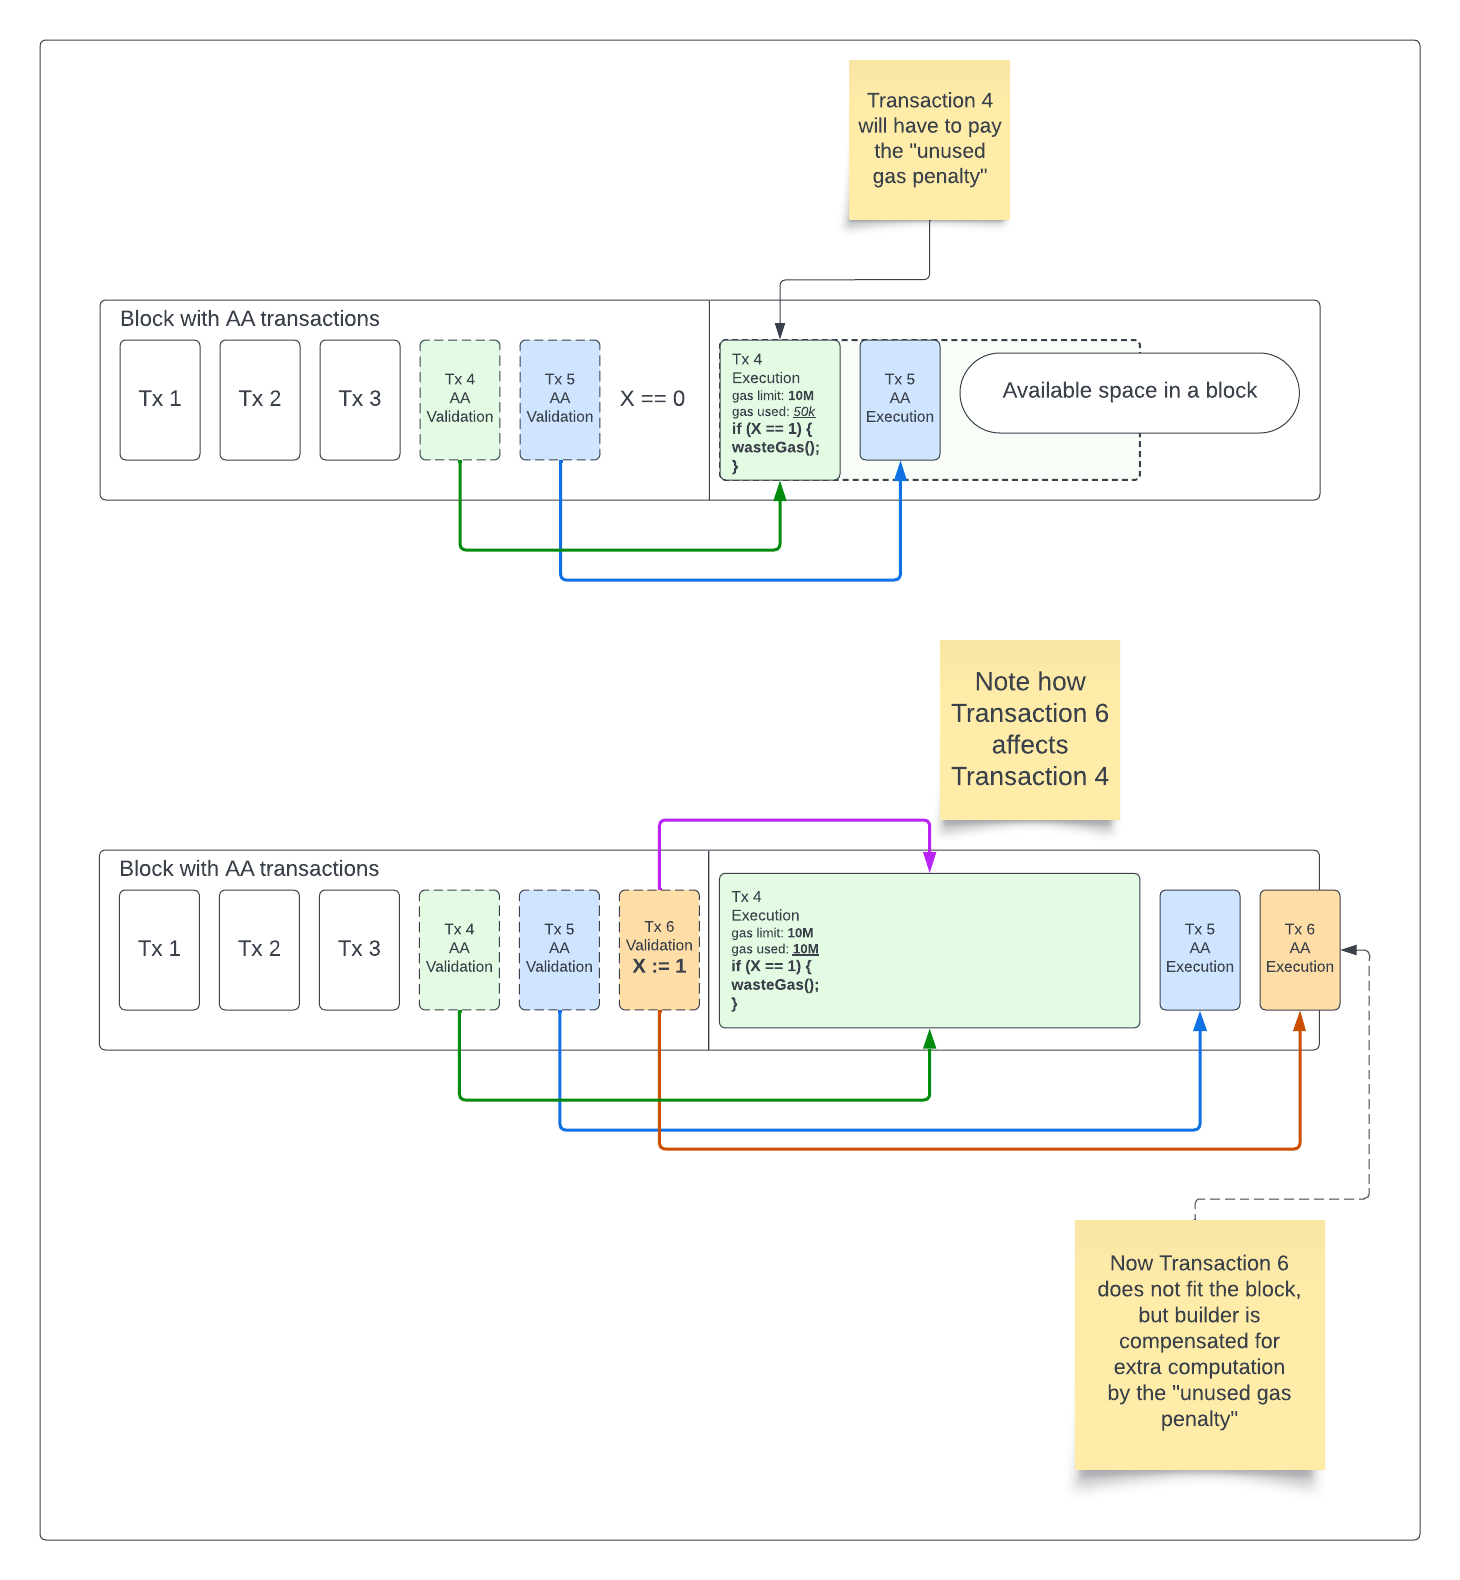 Transaction 4
will have to pay
the "unused
gas penalty"
Block with AA transactions
Tx 1
Tx 2
Tx 3
Tx 4
AA
Validation
Tx 5
AA
Validation
X == 0
Tx 4
Execution
gas limit: 10M
gas used: 50k
if (X == 1) {
wasteGas();
}
Tx 5
AA
Execution
Available space in a block
Note how
Transaction 6
affects
Transaction 4
Block with AA transactions
Tx 1
Tx 2
Tx 3
Tx 4
AA
Validation
Tx 5
AA
Validation
Tx 6
Validation
X := 1
Tx 4
Execution
gas limit: 10M
gas used: 10M
if (X == 1) {
wasteGas();
}
Tx 5
AA
Execution
Tx 6
AA
Execution
Now Transaction 6
does not fit the block,
but builder is
compensated for
extra computation
by the "unused gas
penalty"